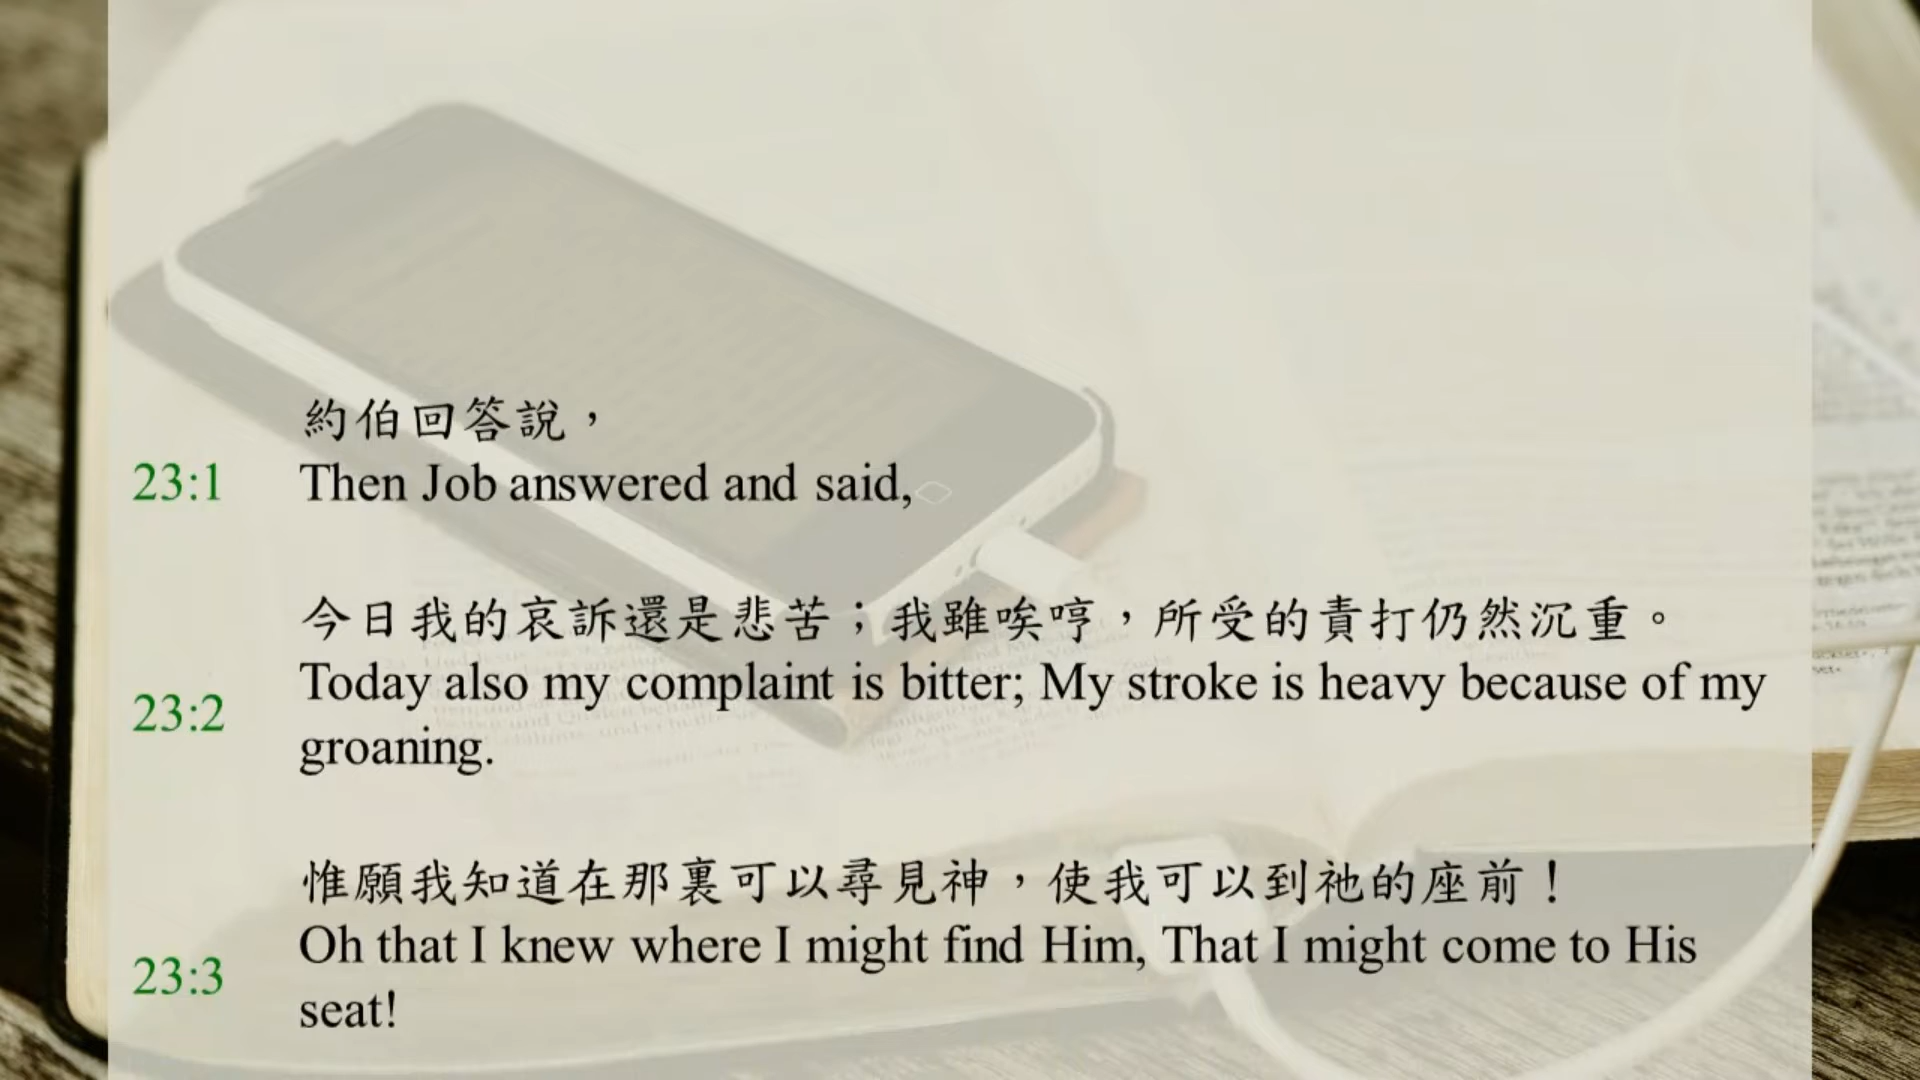 約伯回答說，
23:1 Then Job answered and said,
今日我的哀訴還是悲苦；我雖唉哼，所受的責打仍然沉重。
Today also my complaint is bitter; My stroke is heavy because of my
23:2
groaning.
惟願我知道在那裏可以尋見神，使我可以到祂的座前！
Oh that I knew where I might find Him, That I might come to His
23:3
seat!